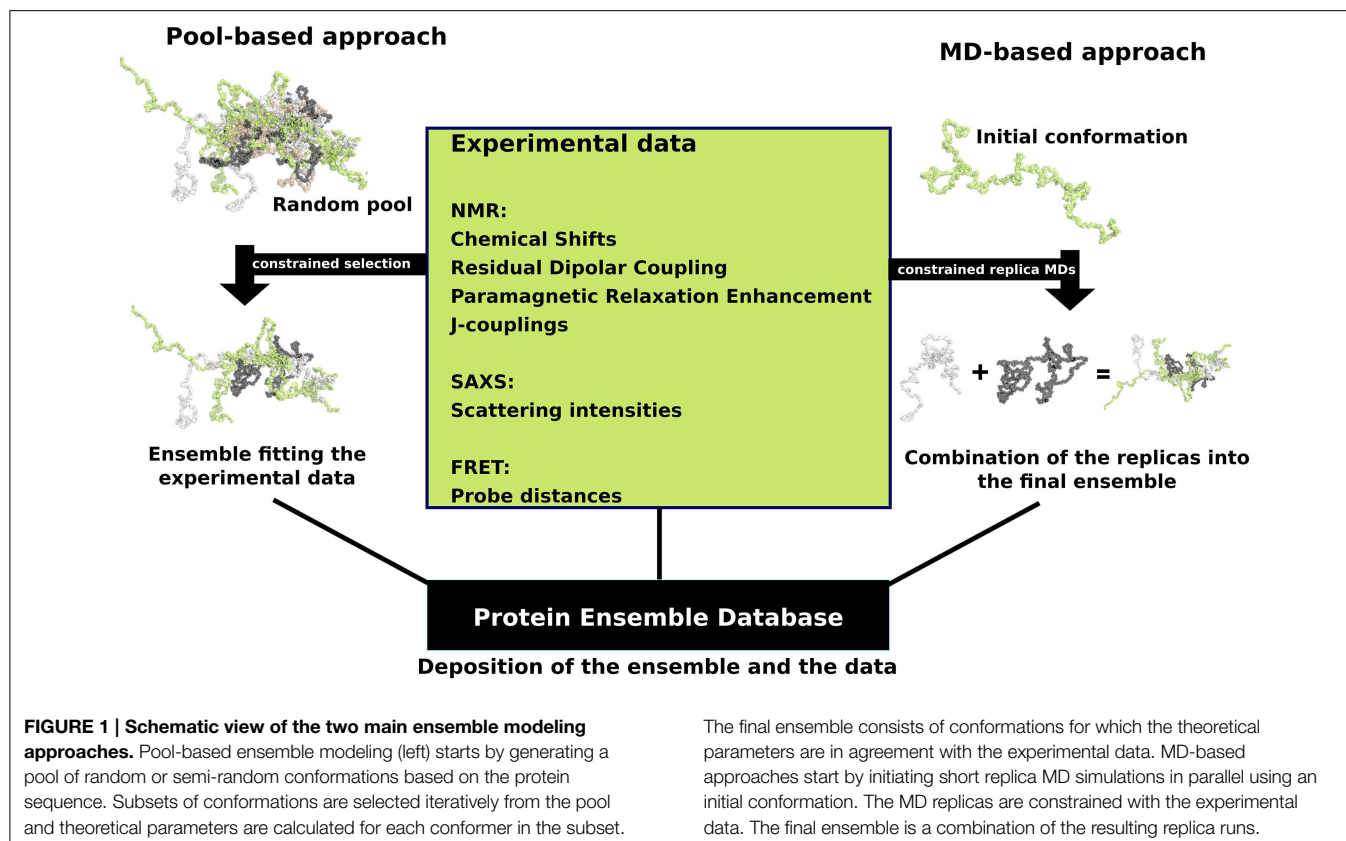 Pool-based approach
Random pool
constrained selection
Ensemble fitting the
experimental data
Experimental data
NMR:
Chemical Shifts
Residual Dipolar Coupling
Paramagnetic Relaxation Enhancement
J-couplings
SAXS:
Scattering intensities
FRET:
Probe distances
MD-based approach
Initial conformation
constrained replica MDs
+
=
Combination of the replicas into
the final ensemble
Protein Ensemble Database
Deposition of the ensemble and the data
FIGURE 1 | Schematic view of the two main ensemble modeling
approaches. Pool-based ensemble modeling (left) starts by generating a
pool of random or semi-random conformations based on the protein
sequence. Subsets of conformations are selected iteratively from the pool
and theoretical parameters are calculated for each conformer in the subset.
The final ensemble consists of conformations for which the theoretical
parameters are in agreement with the experimental data. MD-based
approaches start by initiating short replica MD simulations in parallel using an
initial conformation. The MD replicas are constrained with the experimental
data. The final ensemble is a combination of the resulting replica runs.